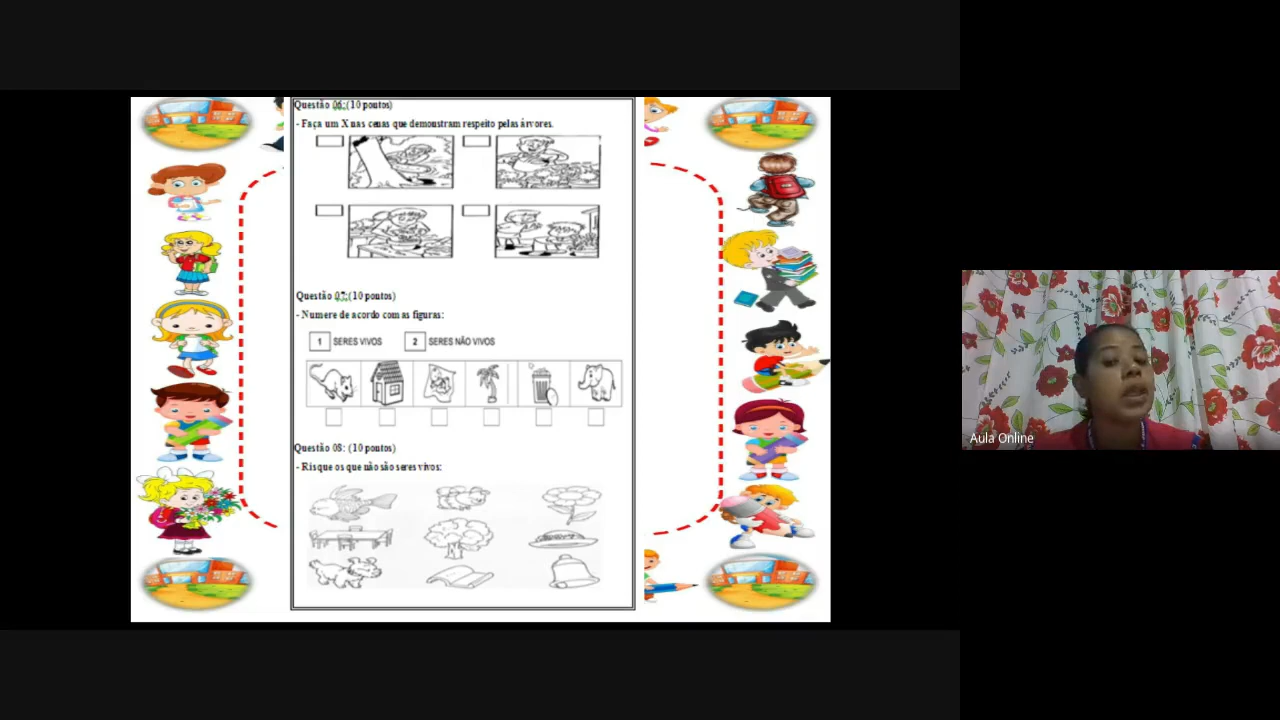 Questão 06: (10 pontos)
- Faça um X nas cenas que demonstram respeito pelas árvores.
Questão 07: (10 pontos)
- Numere de acordo com as figuras:
1 SERES VIVOS 2 SERES NÃO VIVOS
Questão 08: (10 pontos)
- Risque os que não são seres vivos:
Aula Online